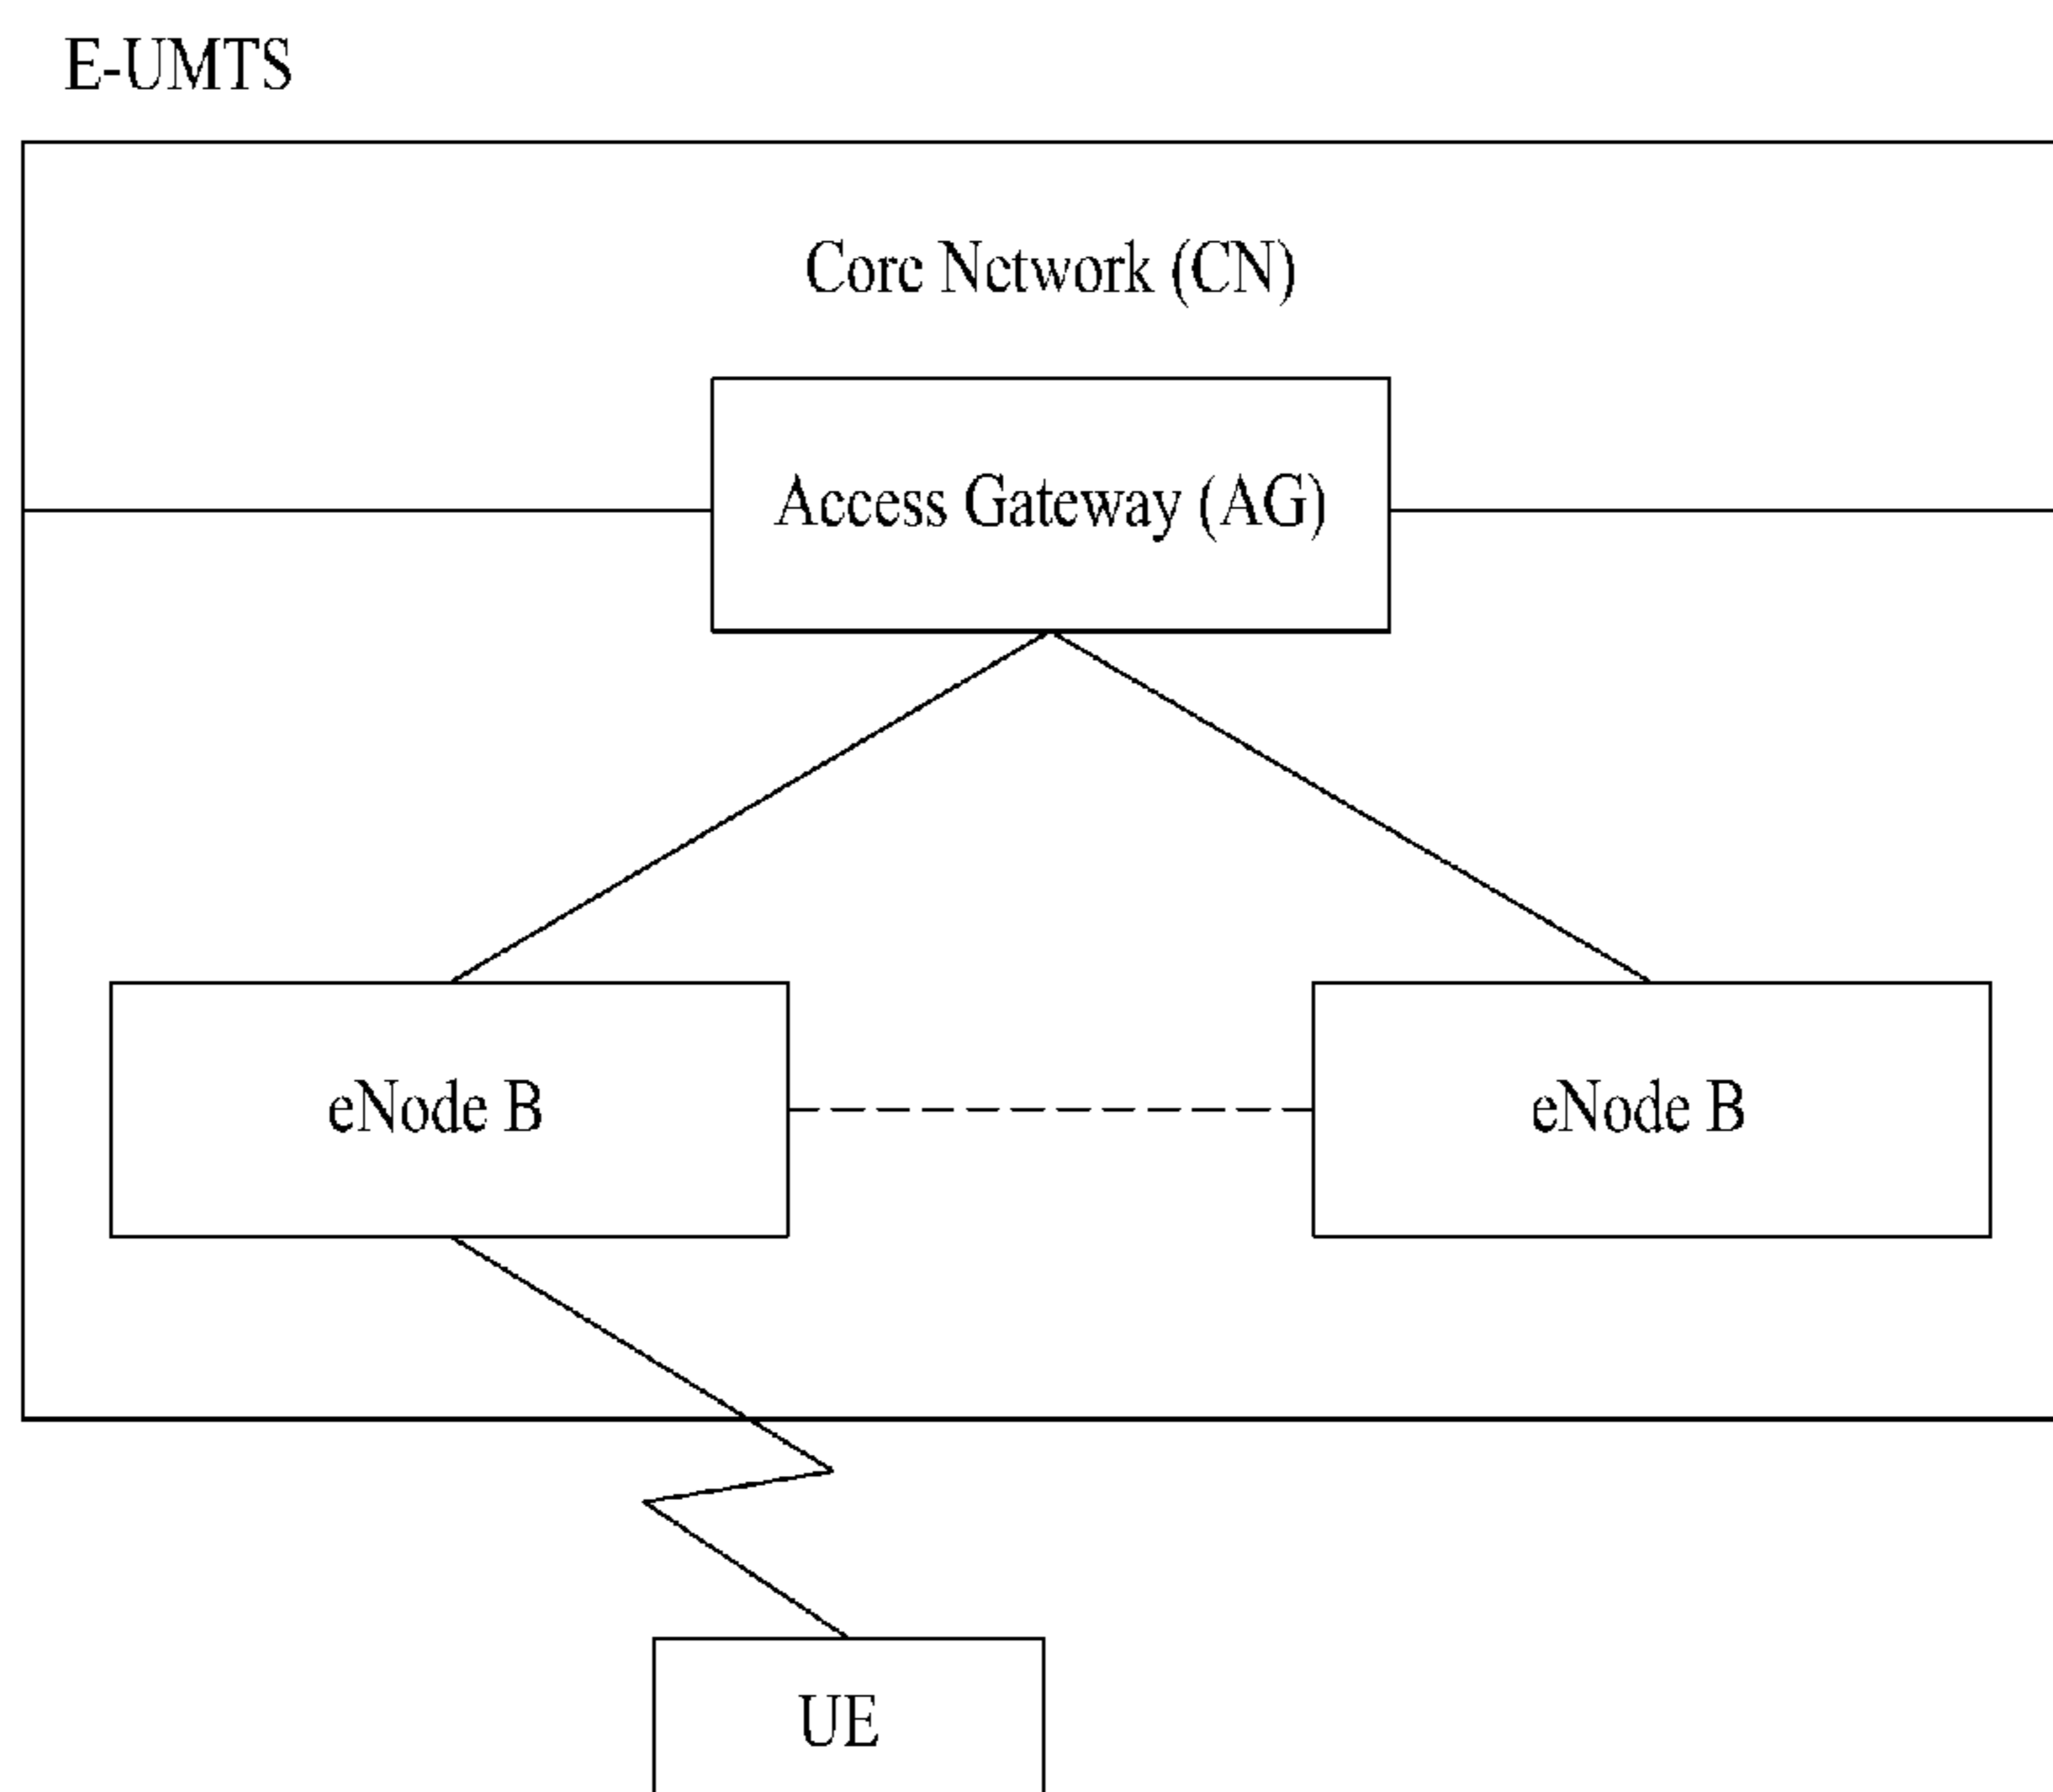 E-UMTS
Core Network (CN)
Access Gateway (AG)
eNode B
eNode B
UE